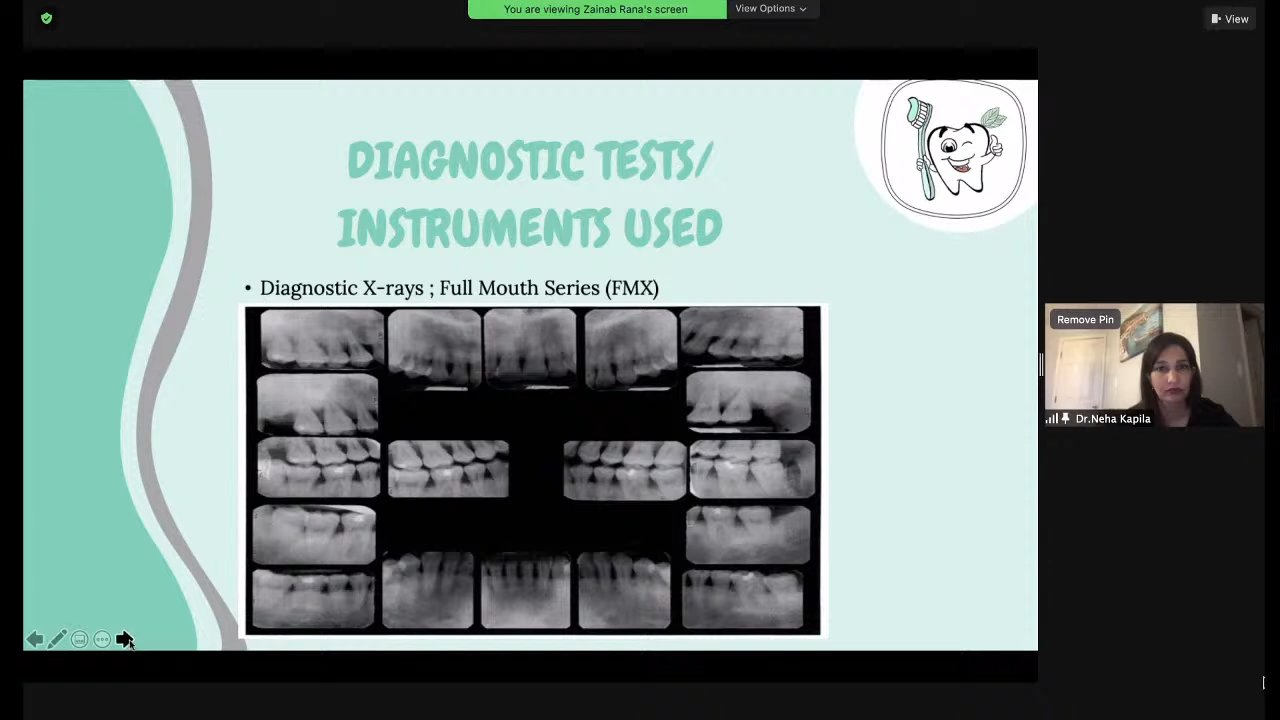 You are viewing Zainab Rana's screen
View Options
View
DIAGNOSTIC TESTS/
INSTRUMENTS USED
• Diagnostic X-rays ; Full Mouth Series (FMX)
Remove Pin
Dr.Neha Kapila